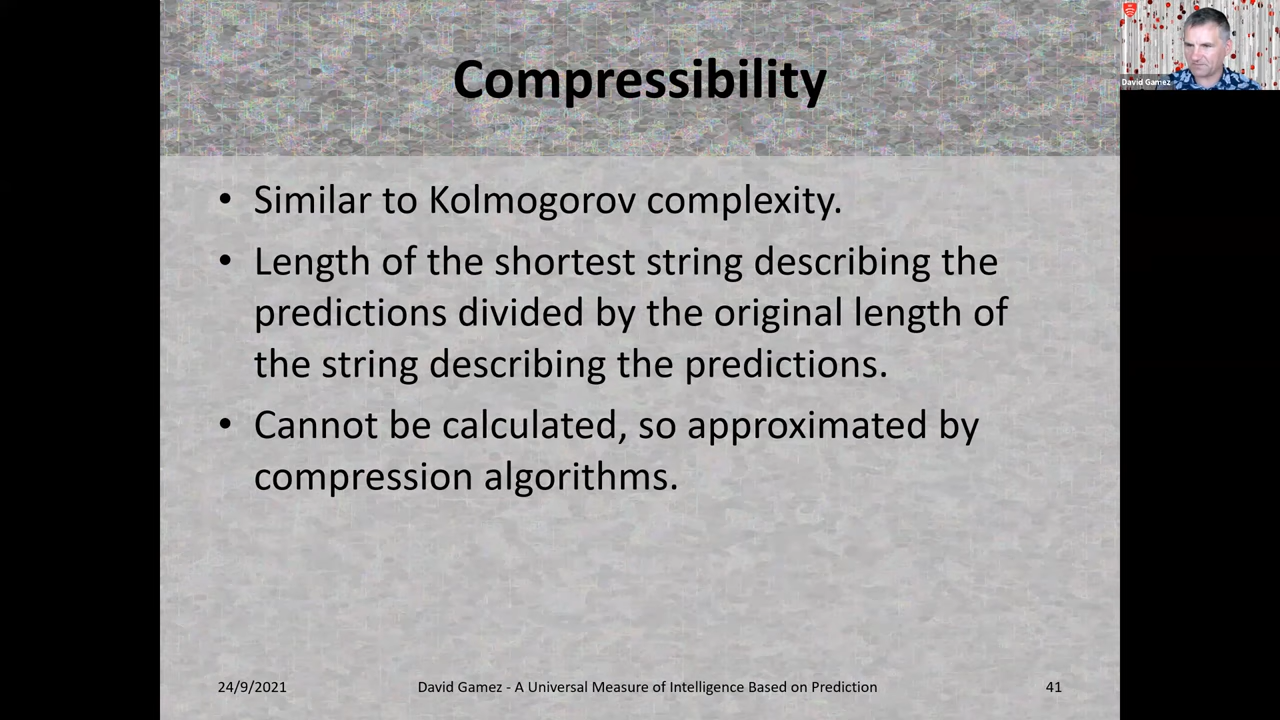 Compressibility
David Gamez
• Similar to Kolmogorov complexity.
• Length of the shortest string describing the
predictions divided by the original length of
the string describing the predictions.
• Cannot be calculated, so approximated by
compression algorithms.
24/9/2021 David Gamez - A Universal Measure of Intelligence Based on Prediction 41